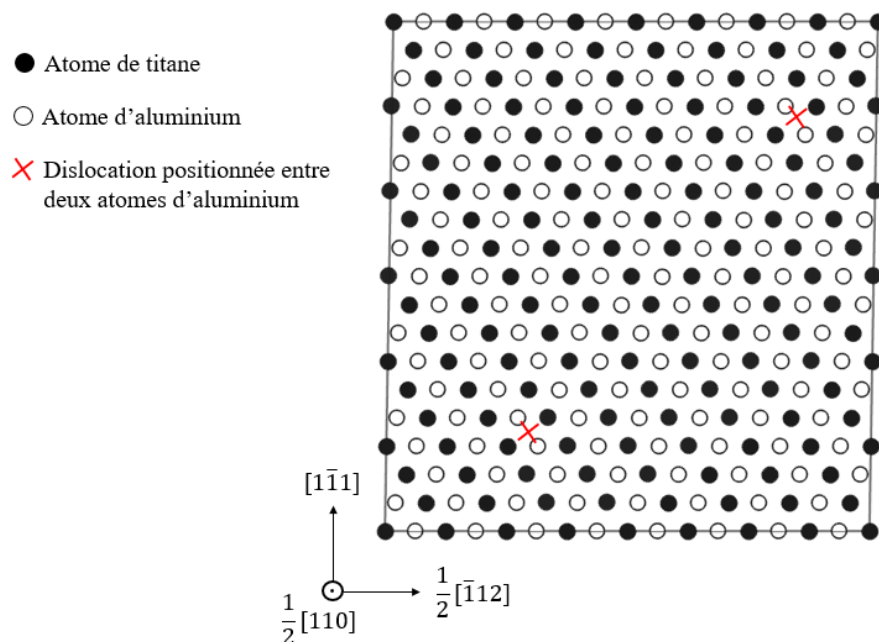 Atome de titane
Atome d'aluminium
Dislocation positionnée entre
deux atomes d'aluminium
[11̅1]
1/2 [1̅12]
1/2 [110]